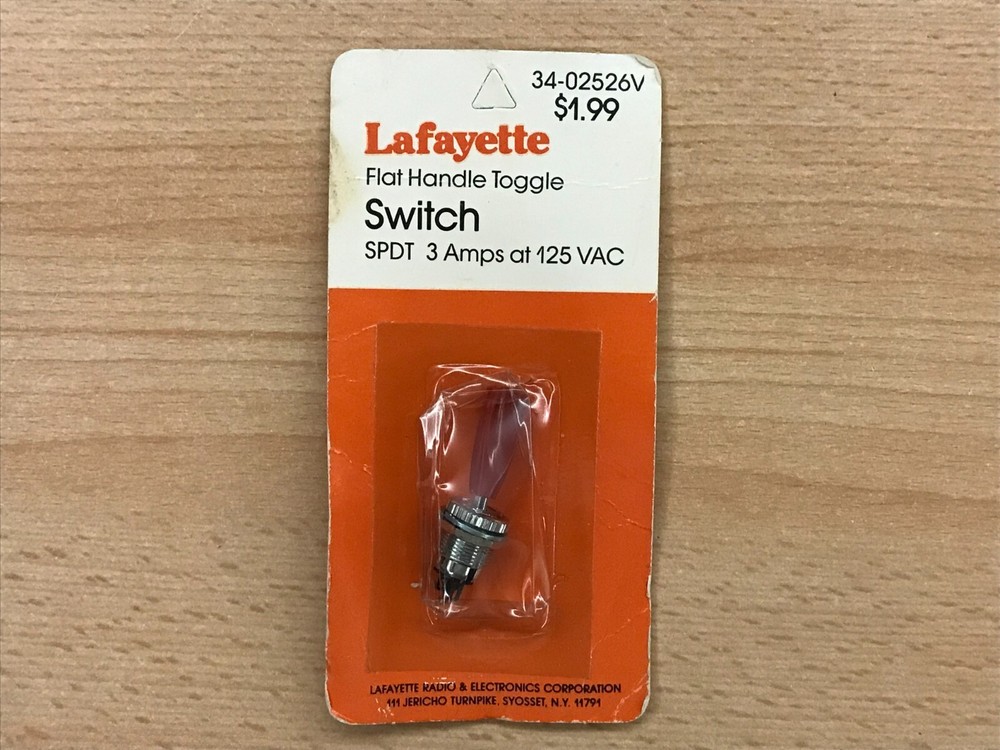 34-02526V
$1.99
Lafayette
Flat Handle Toggle
Switch
SPDT 3 Amps at 125 VAC
LAFAYETTE RADIO & ELECTRONICS CORPORATION
111 JERICHO TURNPIKE, SYOSSET, N.Y. 11791